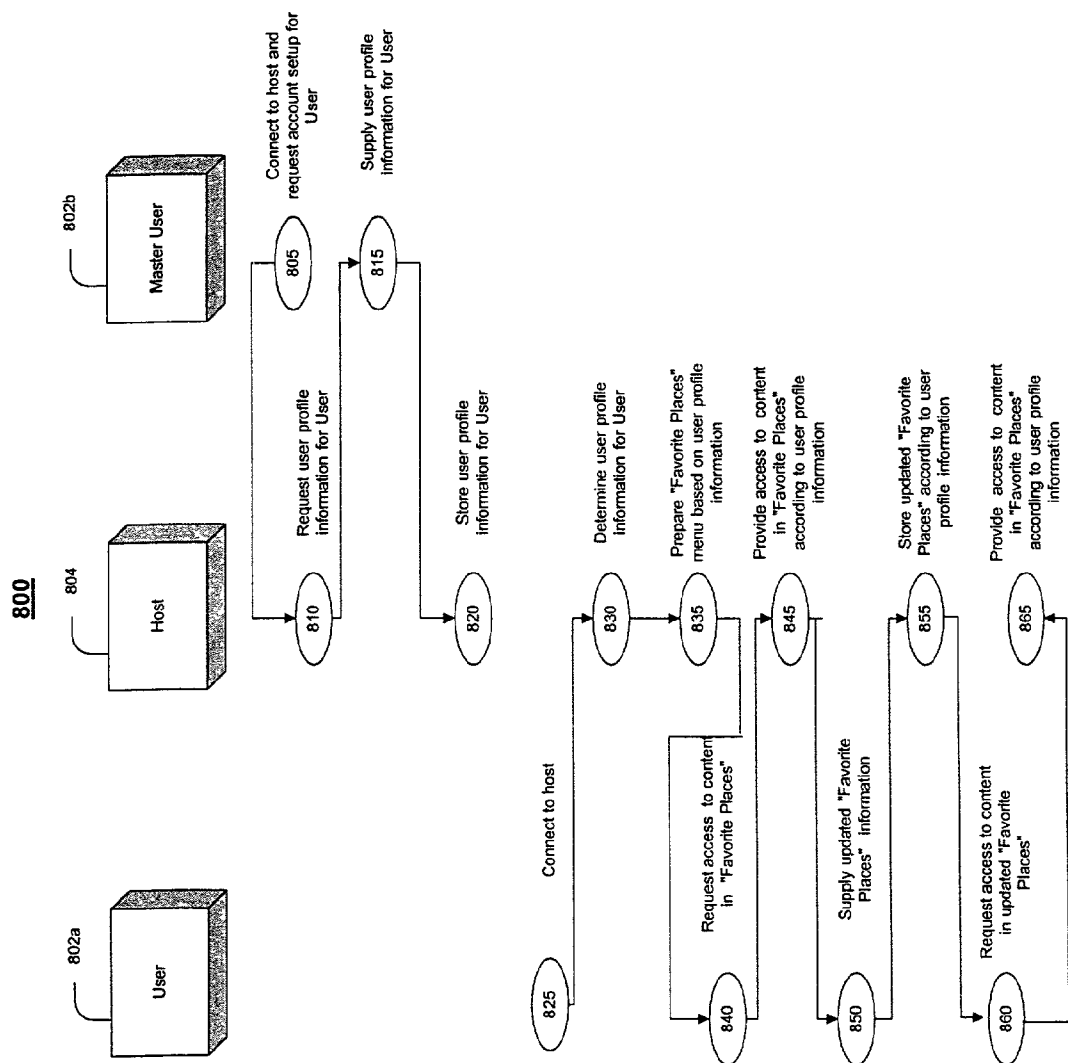 800
802a
804
802b
User
Host
Master User
805
Connect to host and
request account setup for
User
810
Request user profile
information for User
815
Supply user profile
information for User
820
Store user profile
information for User
825
Connect to host
830
Determine user profile
information for User
835
Prepare "Favorite Places"
menu based on user profile
information
840
Request access to content
in "Favorite Places"
845
Provide access to content
in "Favorite Places"
according to user profile
information
850
Supply updated "Favorite
Places" information
855
Store updated "Favorite
Places" according to user
profile information
860
Request access to content
in updated "Favorite
Places"
865
Provide access to content
in "Favorite Places"
according to user profile
information